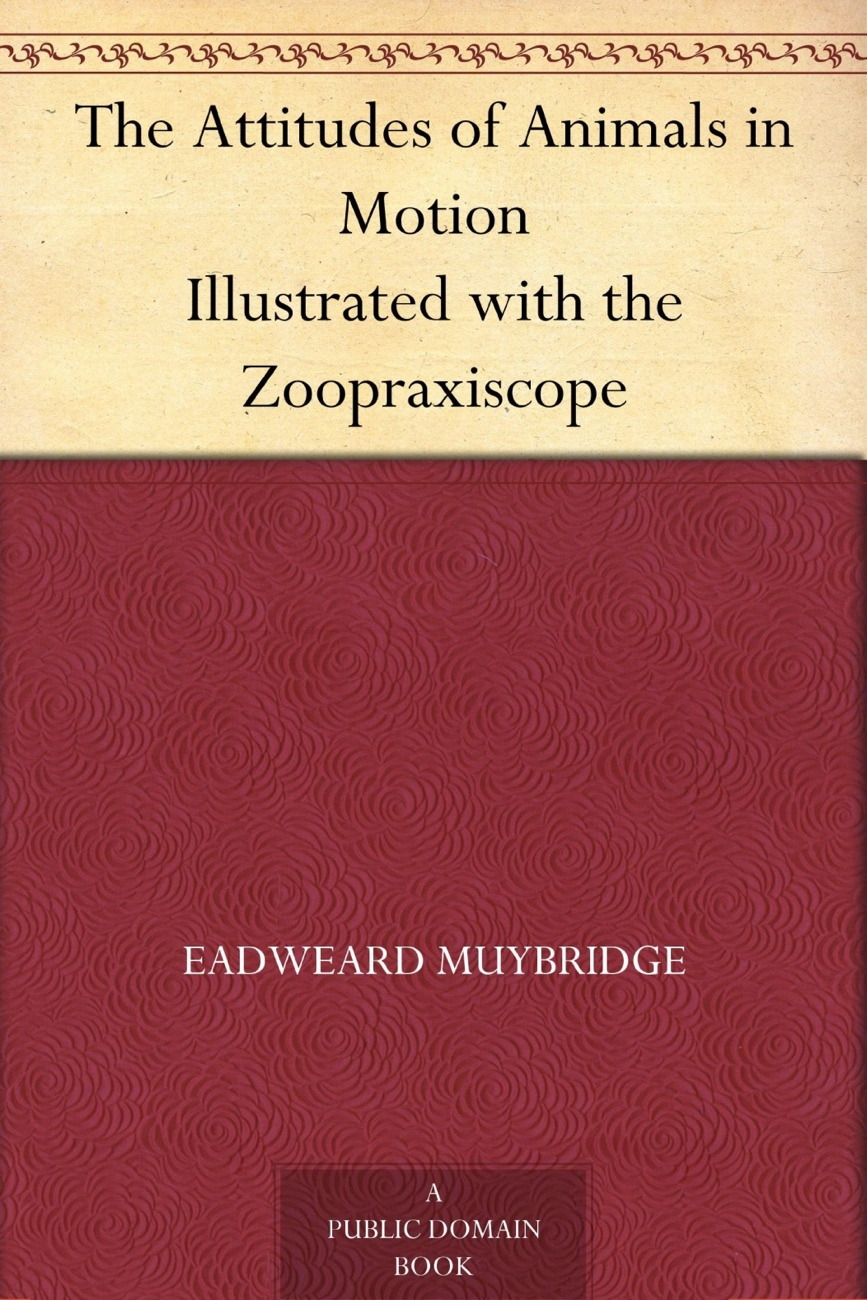 The Attitudes of Animals in
Motion
Illustrated with the
Zoopraxiscope
EADWEARD MUYBRIDGE
A
PUBLIC DOMAIN
BOOK